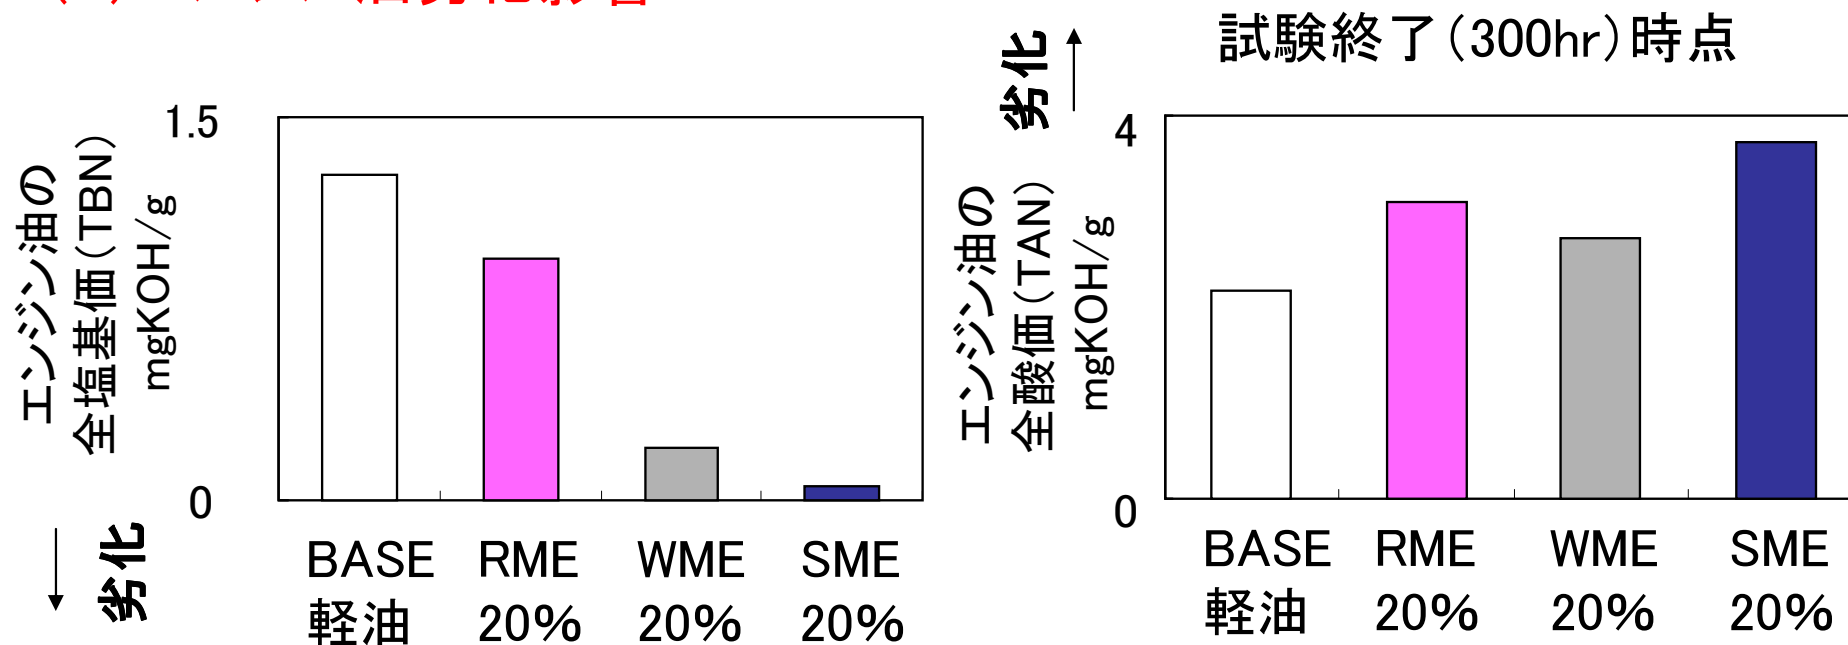 試験終了(300hr)時点
エンジン油の
全塩基価(TBN)
mgKOH/g
1.5
0
劣化
BASE RME WME SME
軽油 20% 20% 20%
劣化
エンジン油の
全酸価(TAN)
mgKOH/g
4
0
BASE RME WME SME
軽油 20% 20% 20%